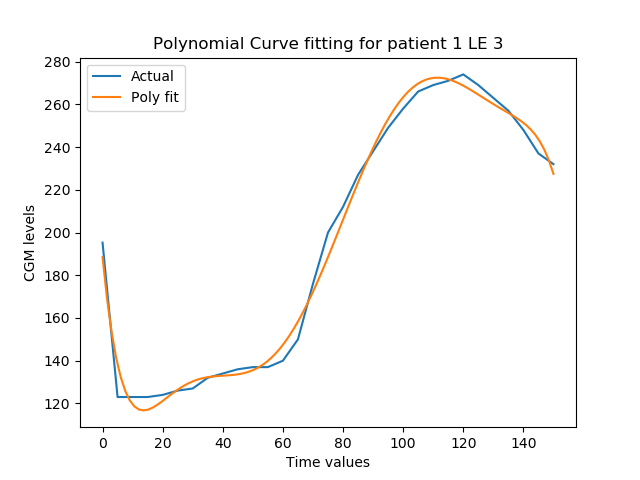 Polynomial Curve fitting for patient 1 LE 3
Actual
Poly fit
280
260
240
220
200
180
160
140
120
CGM levels
0 20 40 60 80 100 120 140
Time values